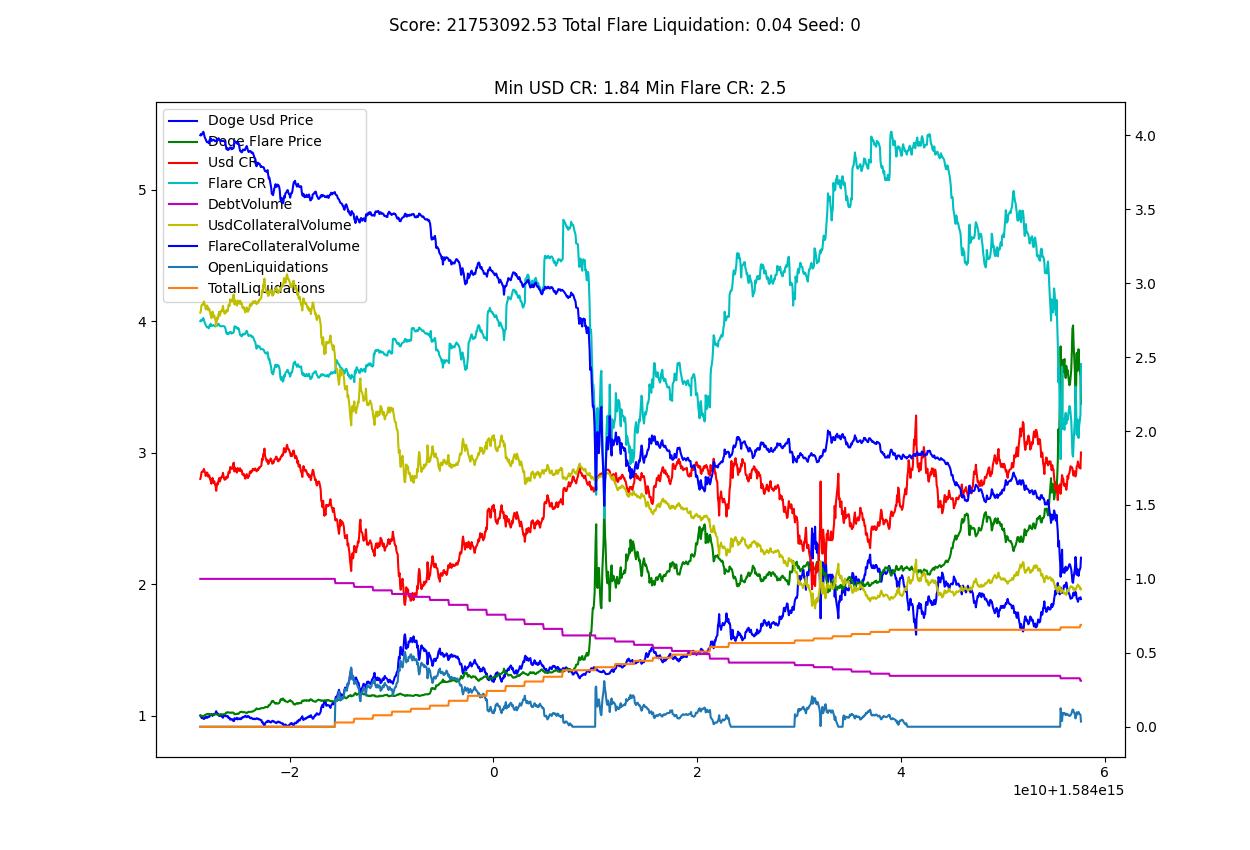 Score: 21753092.53 Total Flare Liquidation: 0.04 Seed: 0
Min USD CR: 1.84 Min Flare CR: 2.5
Doge Usd Price
Doge Flare Price
Usd CR
Flare CR
DebtVolume
UsdCollateralVolume
FlareCollateralVolume
OpenLiquidations
TotalLiquidations
5
4
3
2
1
4.0
3.5
3.0
2.5
2.0
1.5
1.0
0.5
0.0
−2
0
2
4
6
1e10+1.584e15